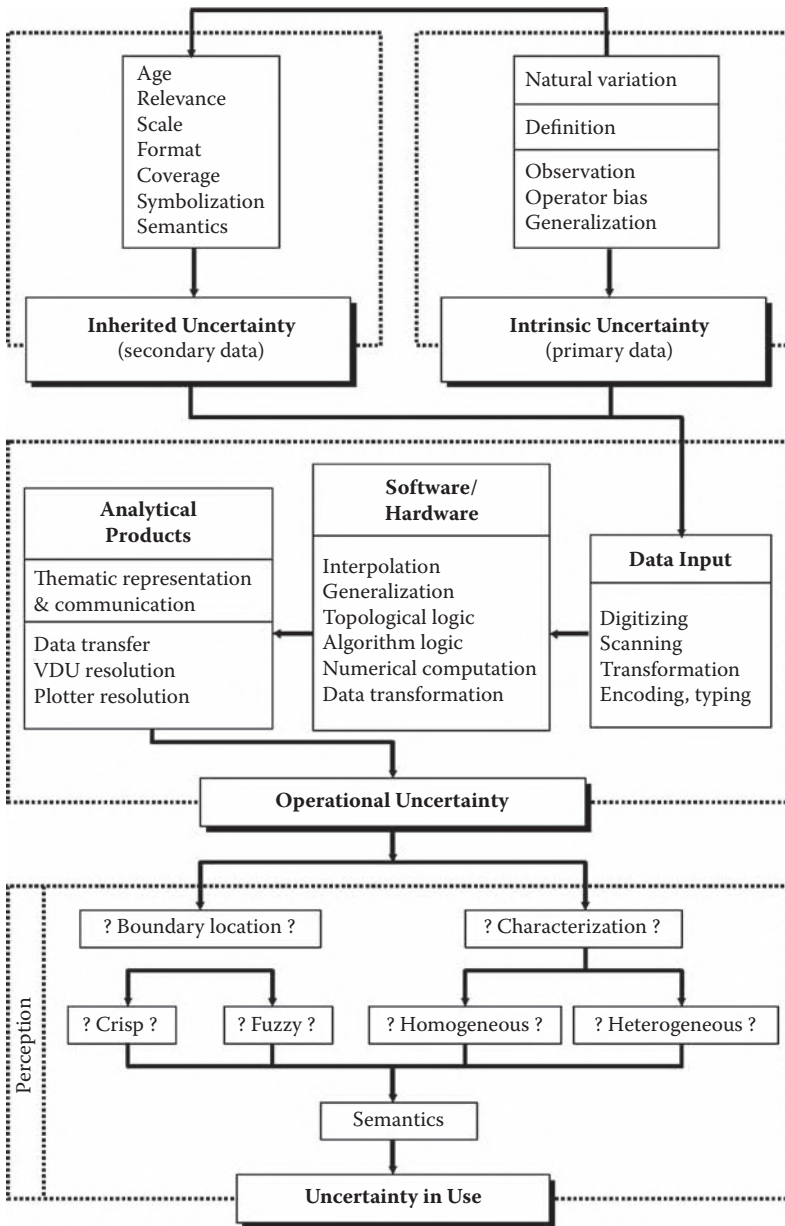 Age
Relevance
Scale
Format
Coverage
Symbolization
Semantics
Natural variation
Definition
Observation
Operator bias
Generalization
Inherited Uncertainty
(secondary data)
Intrinsic Uncertainty
(primary data)
Analytical
Products
Thematic representation
& communication
Data transfer
VDU resolution
Plotter resolution
Software/
Hardware
Interpolation
Generalization
Topological logic
Algorithm logic
Numerical computation
Data transformation
Data Input
Digitizing
Scanning
Transformation
Encoding, typing
Operational Uncertainty
Perception
? Boundary location ?
? Characterization ?
? Crisp ?
? Fuzzy ?
? Homogeneous ?
? Heterogeneous ?
Semantics
Uncertainty in Use